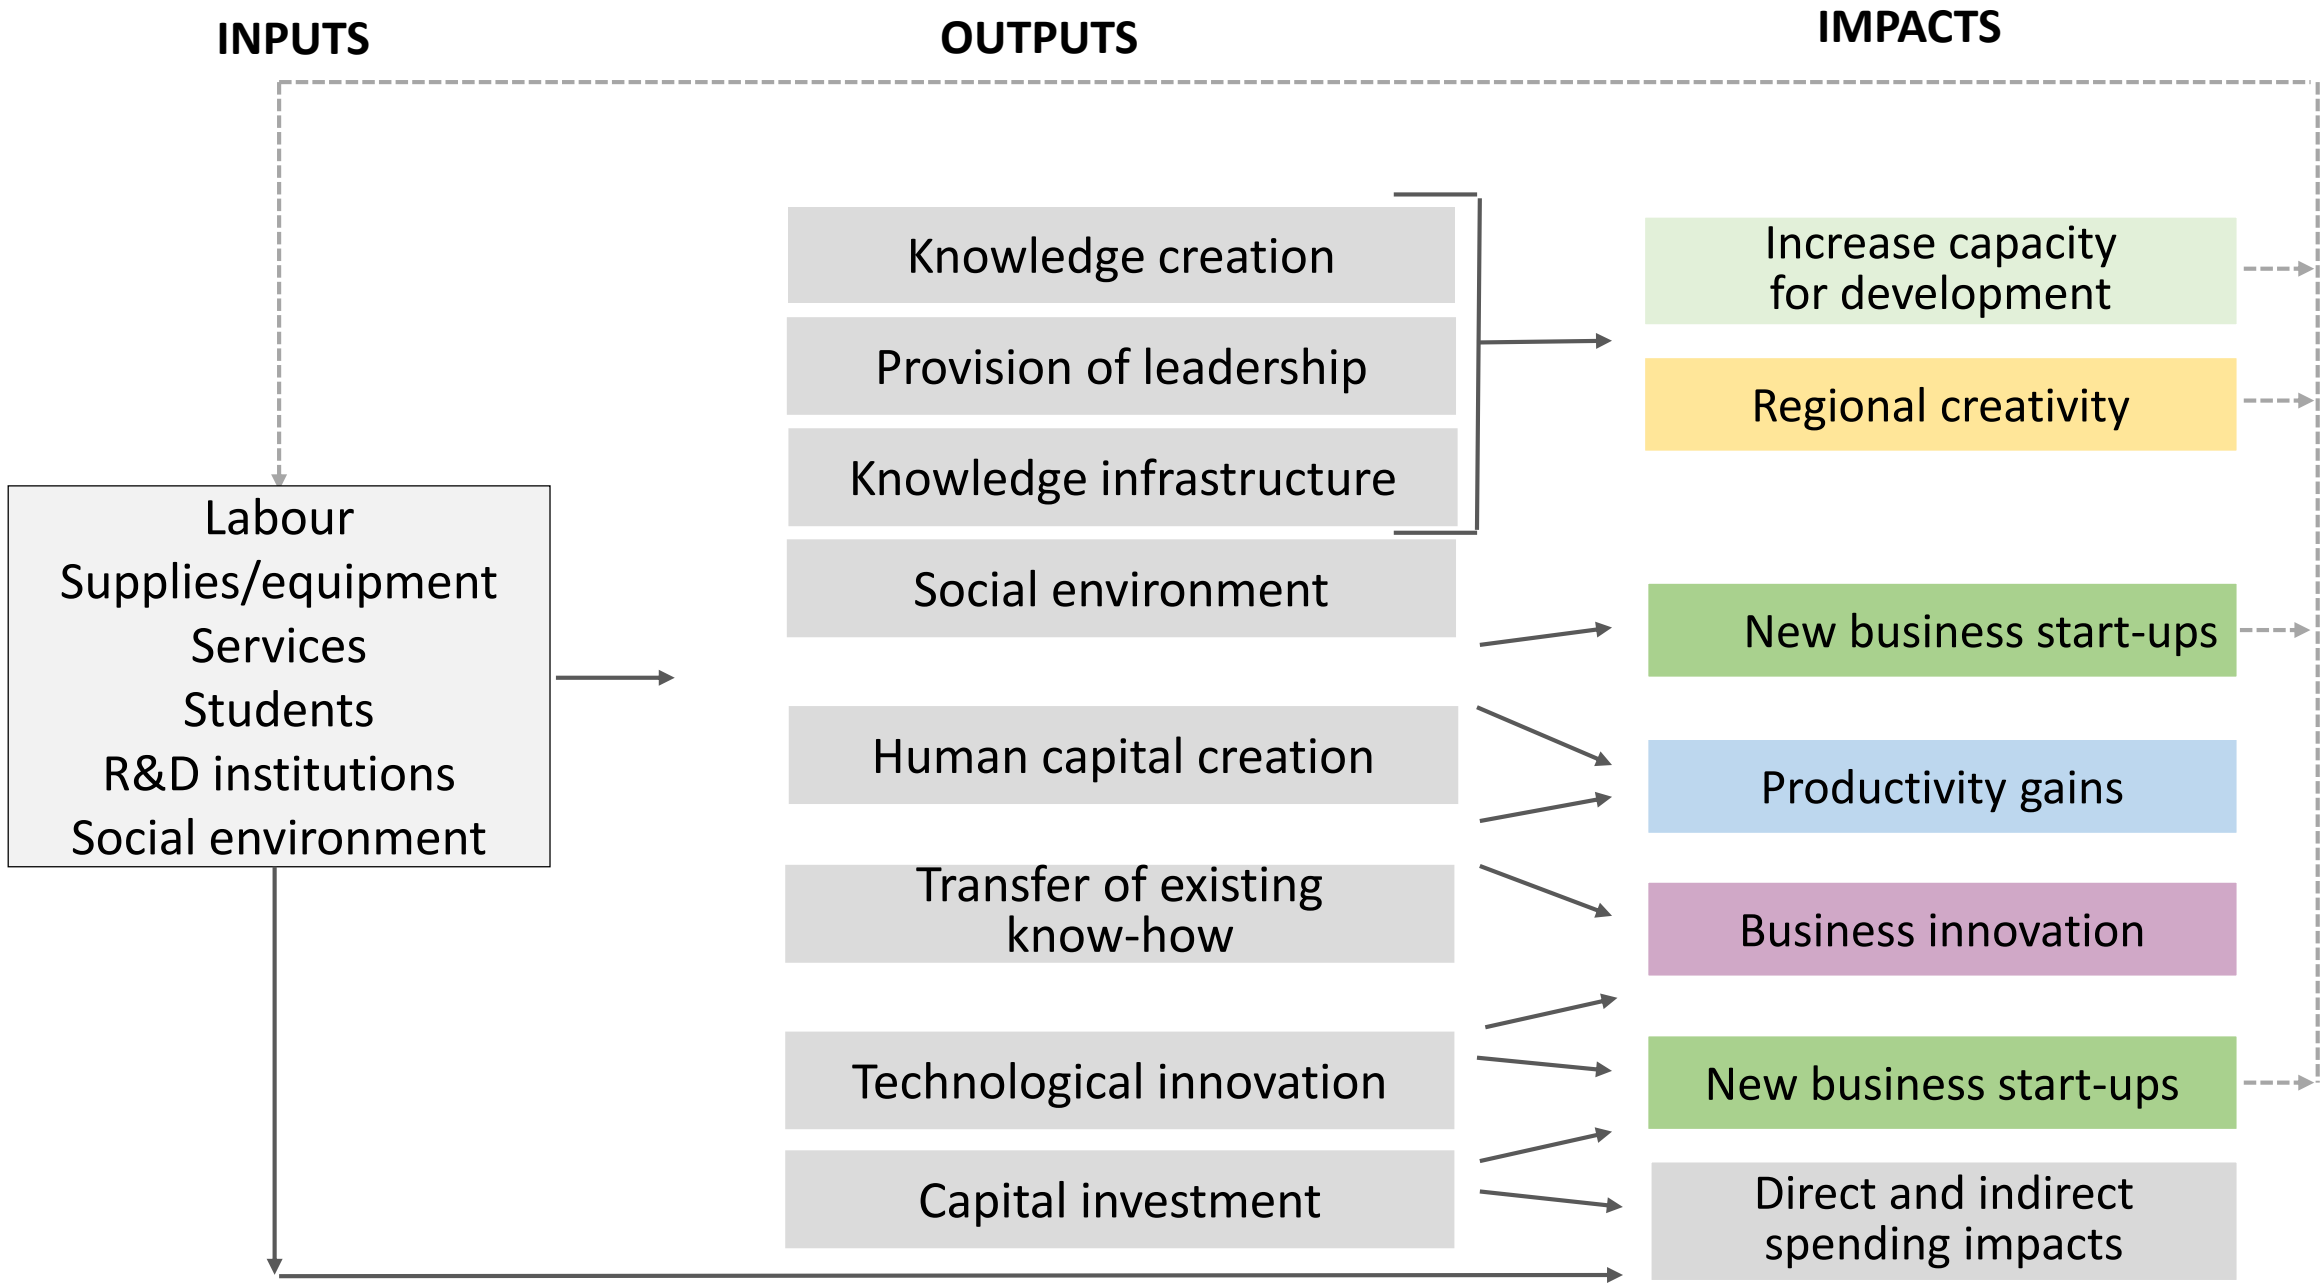 INPUTS
OUTPUTS
IMPACTS
Labour
Supplies/equipment
Services
Students
R&D institutions
Social environment
Knowledge creation
Provision of leadership
Knowledge infrastructure
Social environment
Human capital creation
Transfer of existing
know-how
Technological innovation
Capital investment
Increase capacity
for development
Regional creativity
New business start-ups
Productivity gains
Business innovation
New business start-ups
Direct and indirect
spending impacts